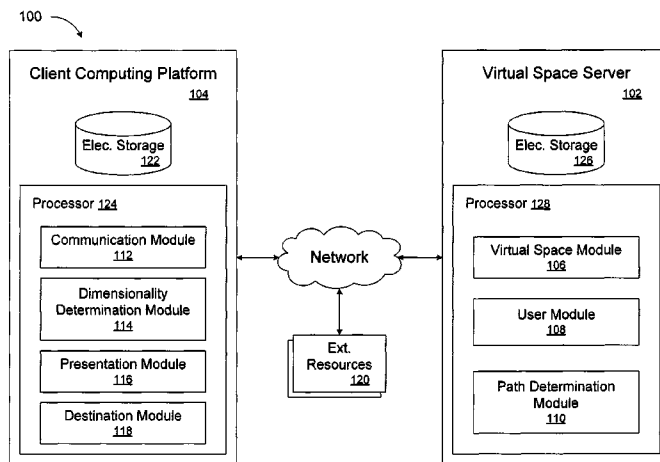 100
Client Computing Platform
104
Elec. Storage
122
Processor 124
Communication Module
112
Dimensionality
Determination Module
114
Presentation Module
116
Destination Module
118
Network
Ext.
Resources
120
Virtual Space Server
102
Elec. Storage
126
Processor 128
Virtual Space Module
106
User Module
108
Path Determination
Module
110